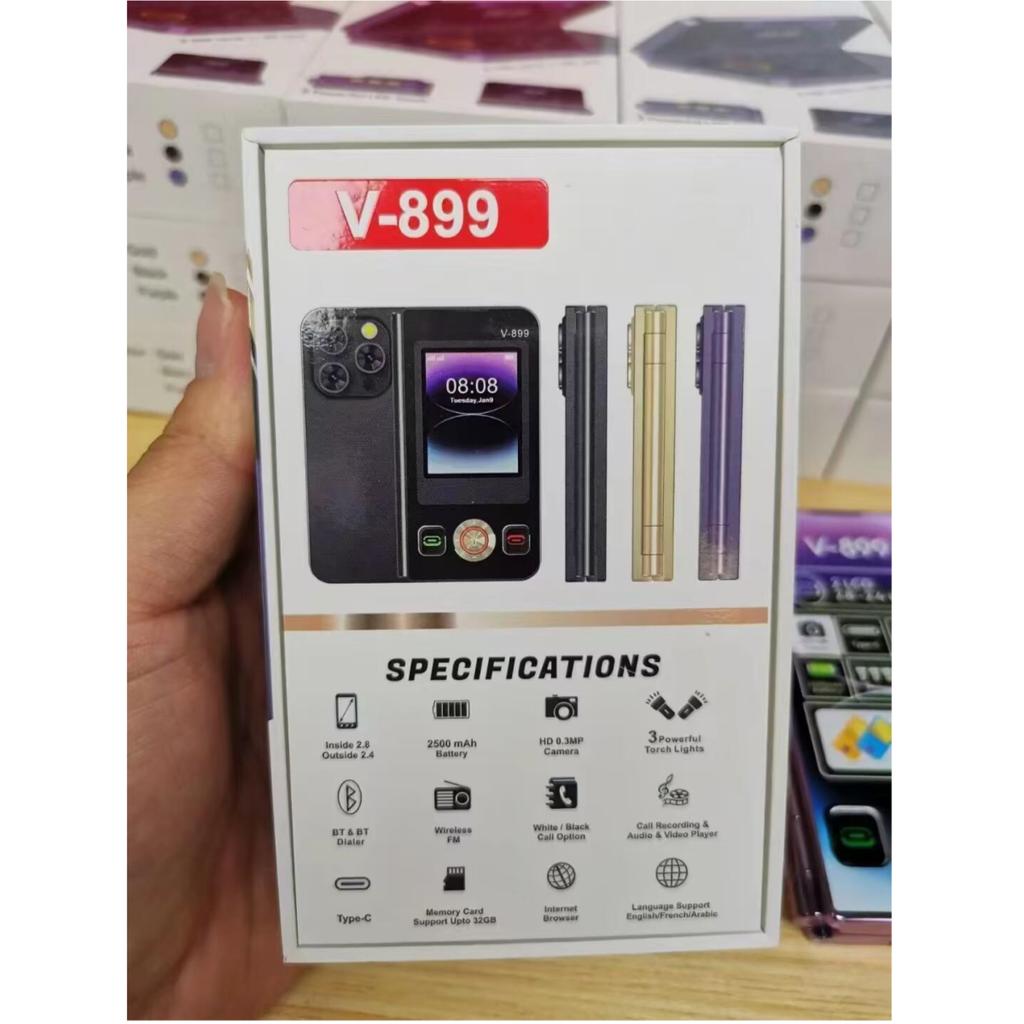 V-899
V-899
08:08
Tuesday,Jan9
SPECIFICATIONS
Inside 2.8
Outside 2.4
2500 mAh
Battery
HD 0.3MP
Camera
3 Powerful
Torch Lights
BT & BT
Dialer
Wireless
FM
White / Black
Call Option
Call Recording &
Audio & Video Player
Type-C
Memory Card
Support Upto 32GB
Internet
Browser
Language Support
English/French/Arabic
V-899